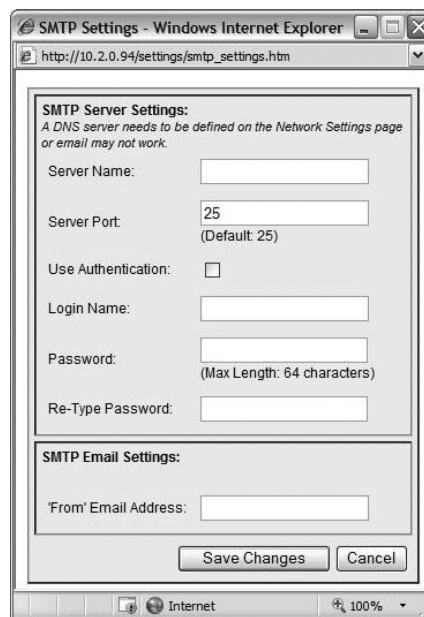 SMTP Settings - Windows Internet Explorer
http://10.2.0.94/settings/smtp_settings.htm
SMTP Server Settings:
A DNS server needs to be defined on the Network Settings page
or email may not work.
Server Name:
Server Port: 25
(Default: 25)
Use Authentication:
Login Name:
Password:
(Max Length: 64 characters)
Re-Type Password:
SMTP Email Settings:
'From' Email Address:
Save Changes Cancel
Internet 100%